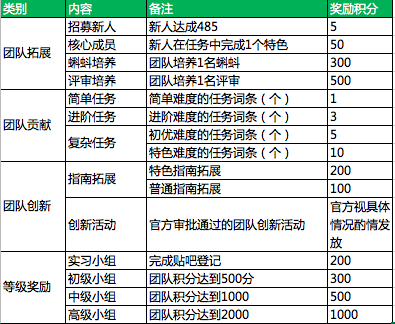 类别 内容 备注 奖励积分
团队拓展 招募新人 新人达成485 5
核心成员 新人在任务中完成1个特色 50
蝌蚪培养 团队培养1名蝌蚪 300
评审培养 团队培养1名评审 500
团队贡献 简单任务 简单难度的任务词条（个） 1
进阶任务 进阶难度的任务词条（个） 3
复杂任务 初优难度的任务词条（个） 5
特色难度的任务词条（个） 10
团队创新 指南拓展 特色指南拓展 200
普通指南拓展 100
创新活动 官方审批通过的团队创新活动 官方视具体
情况酌情发
放
等级奖励 实习小组 完成贴吧登记 200
初级小组 团队积分达到500分 300
中级小组 团队积分达到1000 500
高级小组 团队积分达到2000 1000